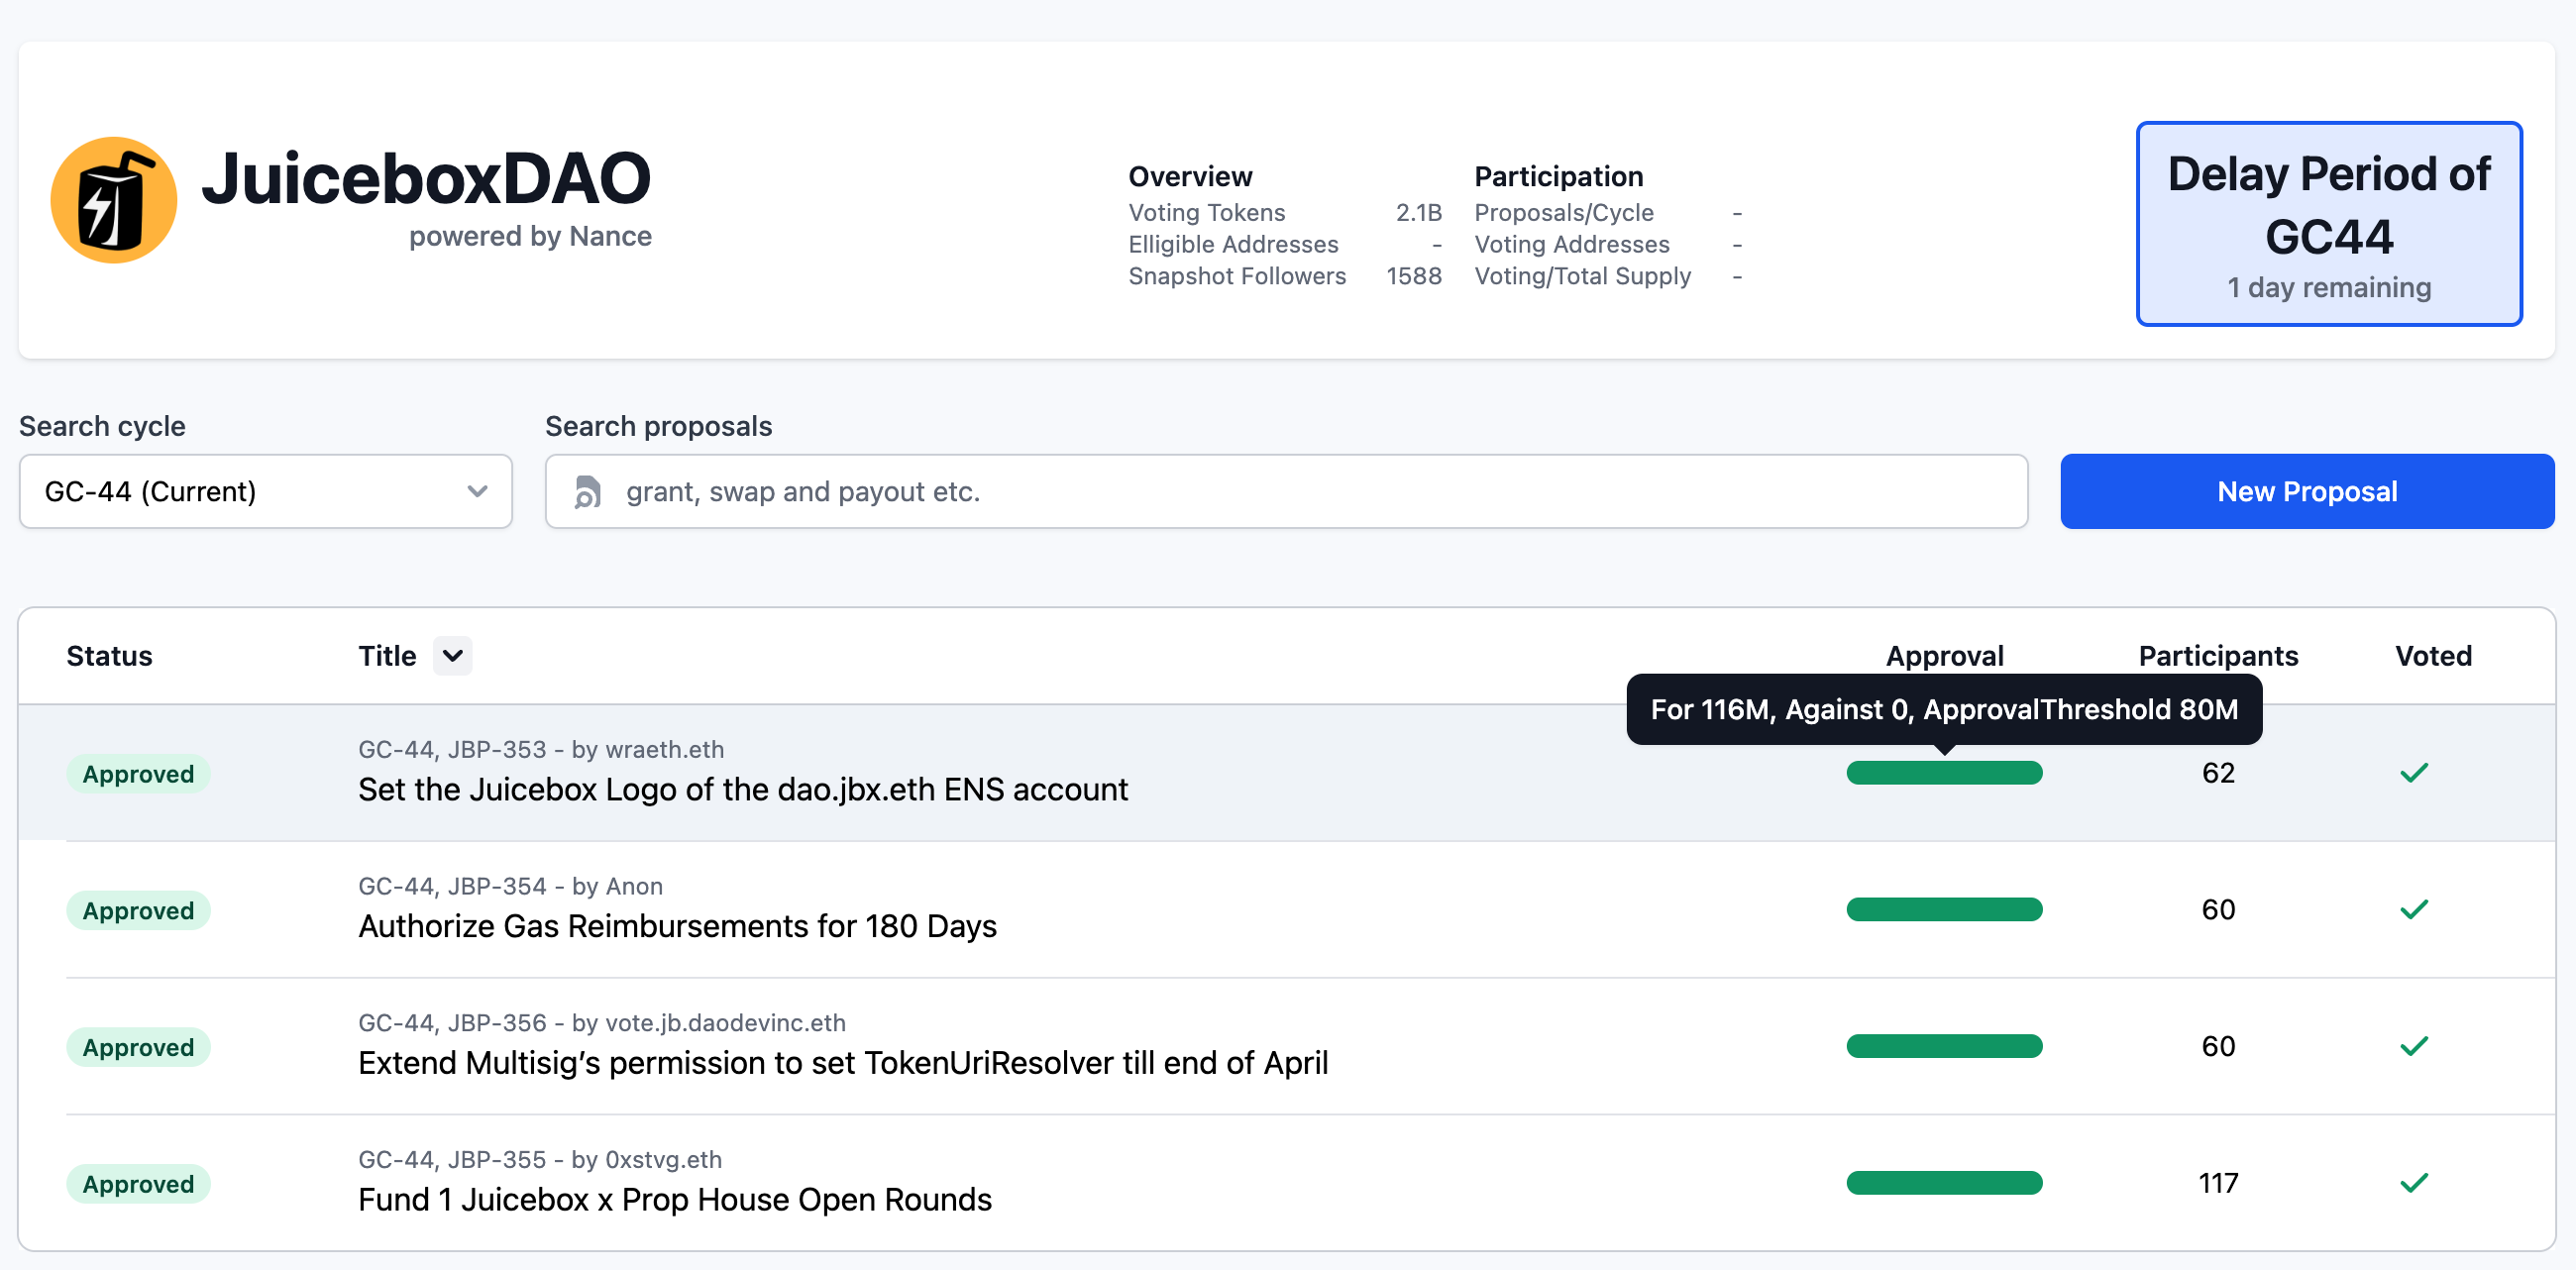 JuiceboxDAO
powered by Nance
Overview
Voting Tokens 2.1B
Elligible Addresses -
Snapshot Followers 1588
Participation
Proposals/Cycle -
Voting Addresses -
Voting/Total Supply -
Delay Period of
GC44
1 day remaining
Search cycle
GC-44 (Current)
Search proposals
grant, swap and payout etc.
New Proposal
Status Title Approval Participants Voted
For 116M, Against 0, ApprovalThreshold 80M
GC-44, JBP-353 - by wraeth.eth
Approved Set the Juicebox Logo of the dao.jbx.eth ENS account 62
GC-44, JBP-354 - by Anon
Approved Authorize Gas Reimbursements for 180 Days 60
GC-44, JBP-356 - by vote.jb.daodevinc.eth
Approved Extend Multisig’s permission to set TokenUriResolver till end of April 60
GC-44, JBP-355 - by 0xstvg.eth
Approved Fund 1 Juicebox x Prop House Open Rounds 117